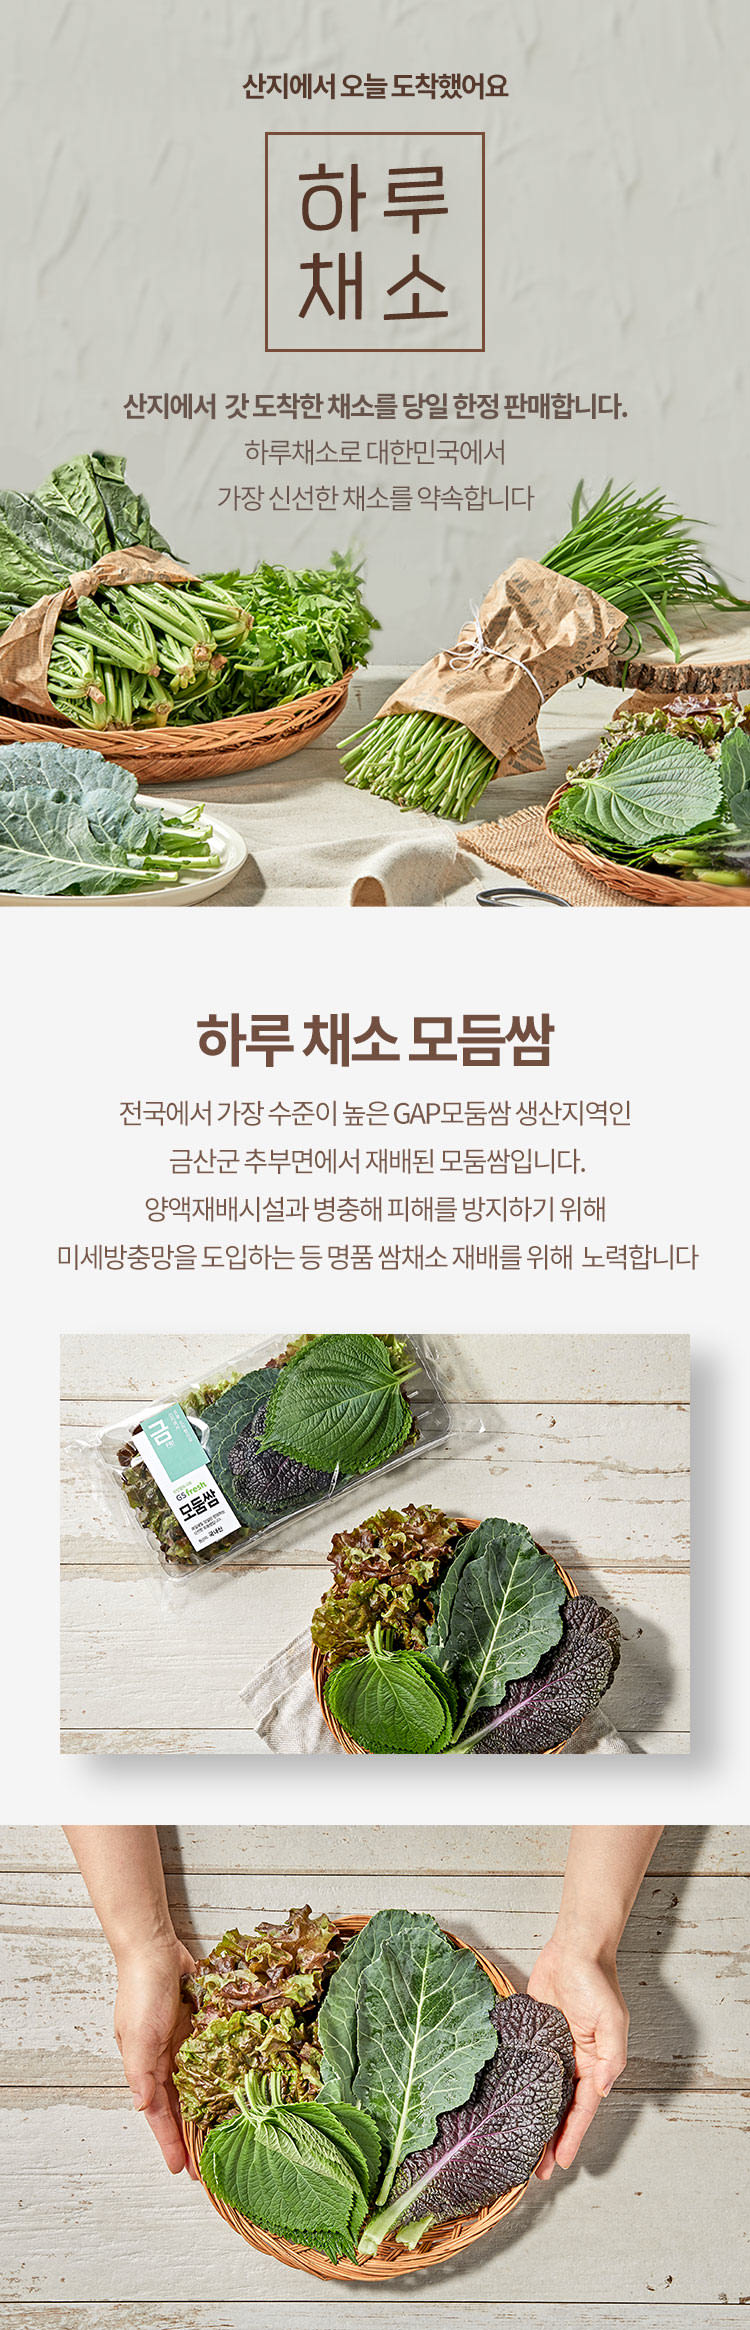 산지에서 오늘 도착했어요
하루
채소
산지에서 갓 도착한 채소를 당일 한정 판매합니다.
하루채소로 대한민국에서
가장 신선한 채소를 약속합니다
하루 채소 모듬쌈
전국에서 가장 수준이 높은 GAP모둠쌈 생산지역인
금산군 추부면에서 재배된 모둠쌈입니다.
양액재배시설과 병충해 피해를 방지하기 위해
미세방충망을 도입하는 등 명품 쌈채소 재배를 위해 노력합니다
금
GS fresh
모둠쌈
국내산